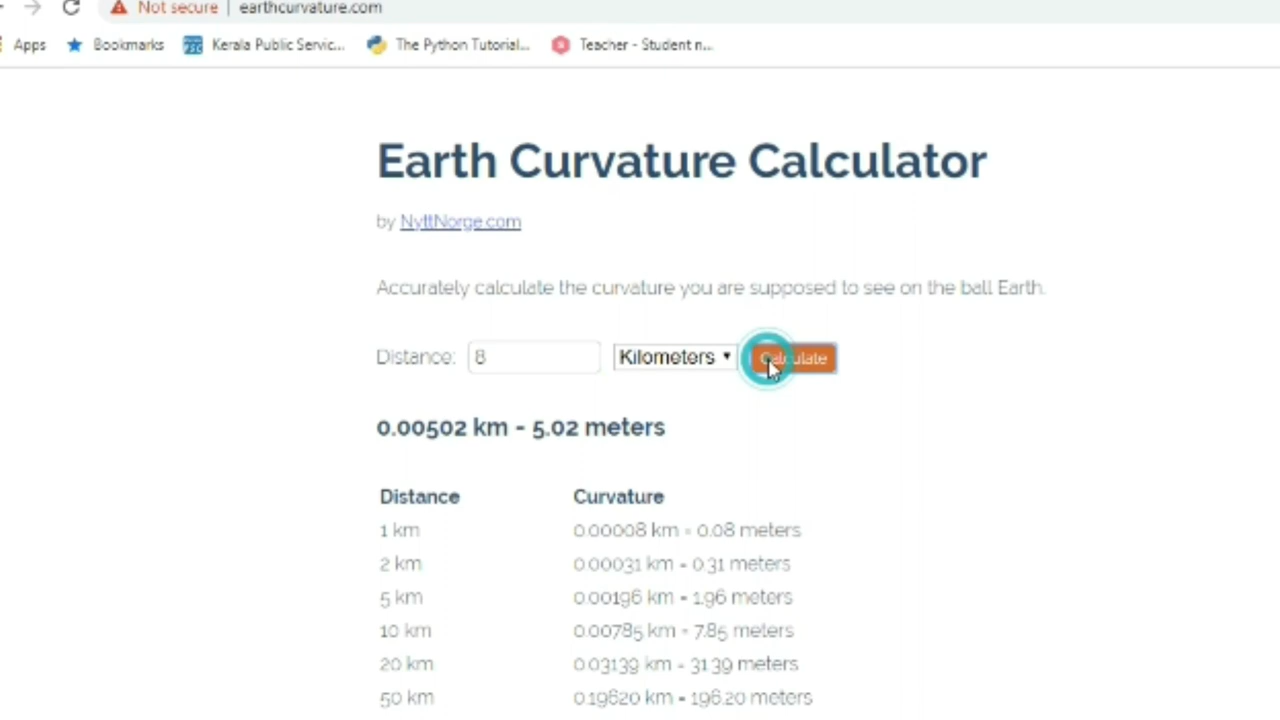 Not secure | earthcurvature.com
Apps Bookmarks Kerala Public Servic... The Python Tutorial... Teacher - Student n...
Earth Curvature Calculator
by NyttNorge.com
Accurately calculate the curvature you are supposed to see on the ball Earth.
Distance: 8 Kilometers Calculate
0.00502 km - 5.02 meters
Distance Curvature
1 km 0.00008 km = 0.08 meters
2 km 0.00031 km = 0.31 meters
5 km 0.00196 km = 1.96 meters
10 km 0.00785 km = 7.85 meters
20 km 0.03139 km = 31.39 meters
50 km 0.19620 km = 196.20 meters